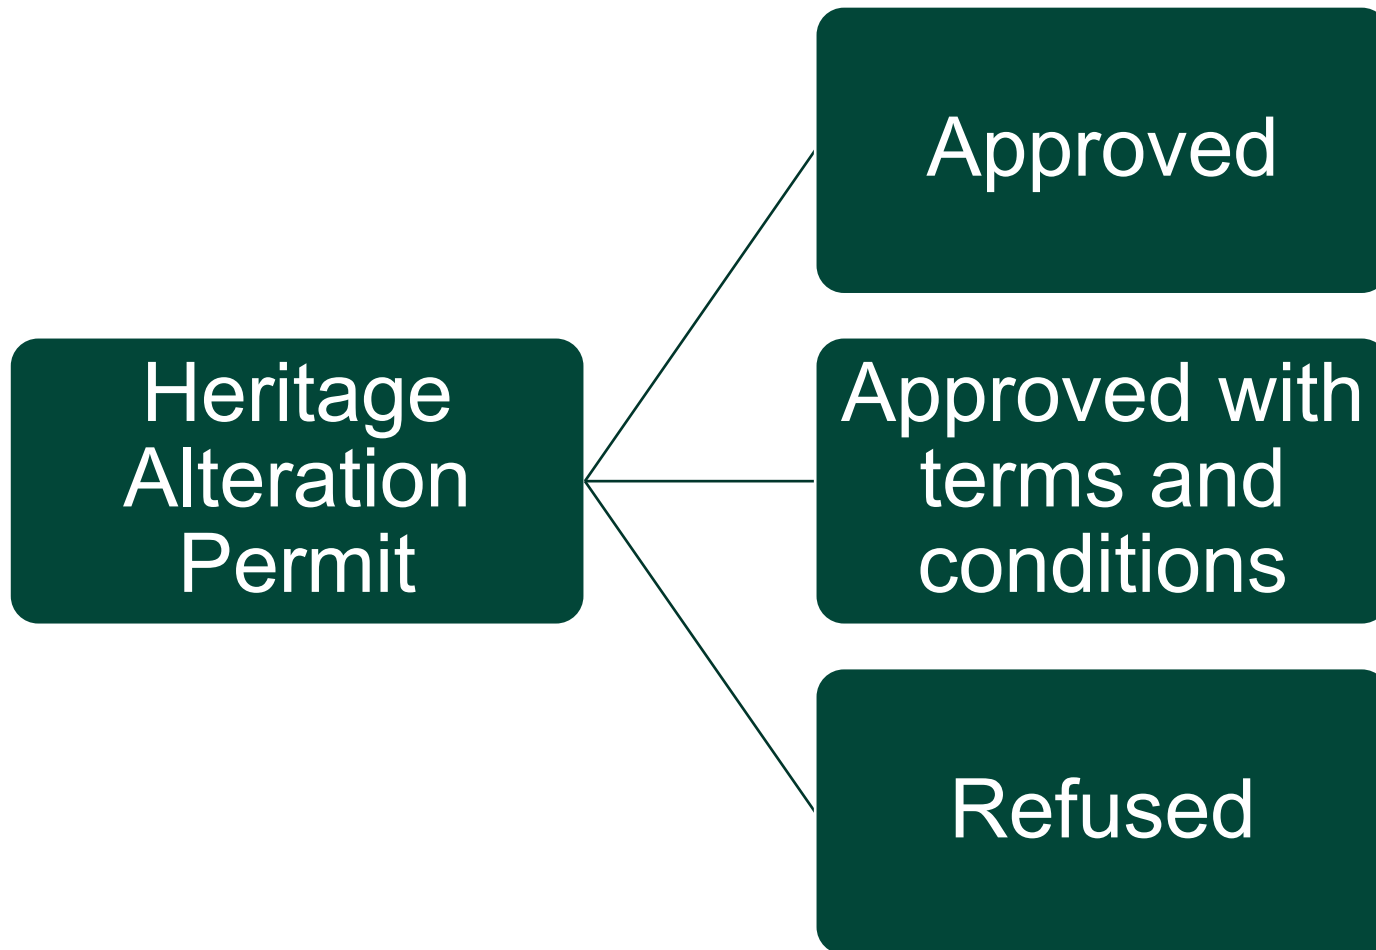 Approved
Heritage
Alteration
Permit
Approved with
terms and
conditions
Refused